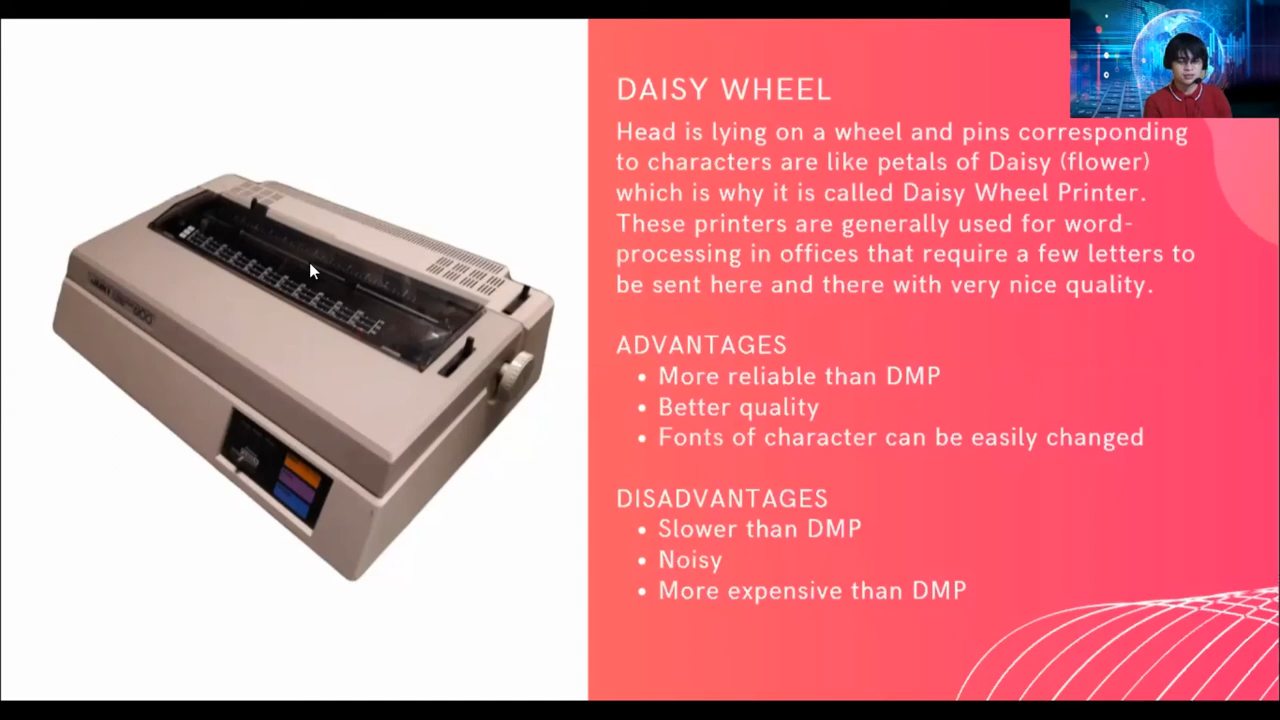 DAISY WHEEL
Head is lying on a wheel and pins corresponding
to characters are like petals of Daisy (flower)
which is why it is called Daisy Wheel Printer.
These printers are generally used for word-
processing in offices that require a few letters to
be sent here and there with very nice quality.
ADVANTAGES
• More reliable than DMP
• Better quality
• Fonts of character can be easily changed
DISADVANTAGES
• Slower than DMP
• Noisy
• More expensive than DMP